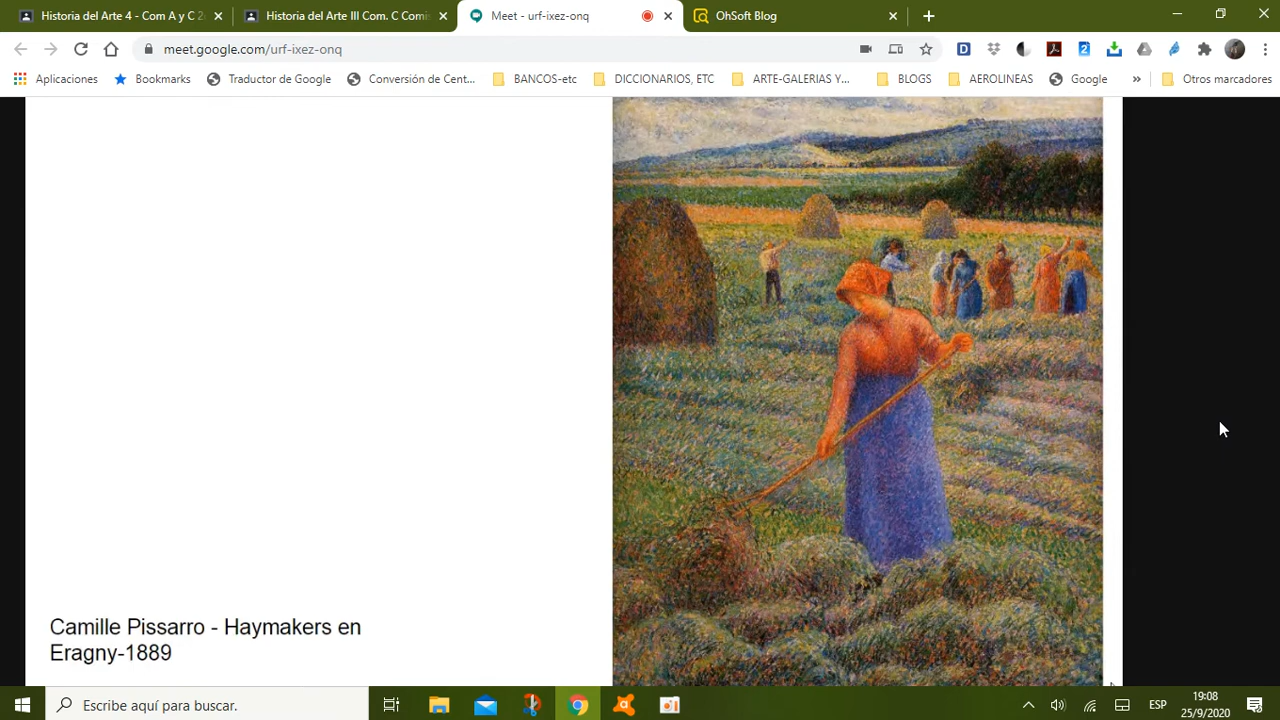 Historia del Arte 4 - Com A y C 2
Historia del Arte III Com. C Comis
Meet - urf-ixez-onq
OhSoft Blog
meet.google.com/urf-ixez-onq
Aplicaciones
Bookmarks
Traductor de Google
Conversión de Cent...
BANCOS-etc
DICCIONARIOS, ETC
ARTE-GALERIAS Y...
BLOGS
AEROLINEAS
Google
Otros marcadores
Camille Pissarro - Haymakers en
Eragny-1889
Escribe aquí para buscar.
ESP
19:08
25/9/2020